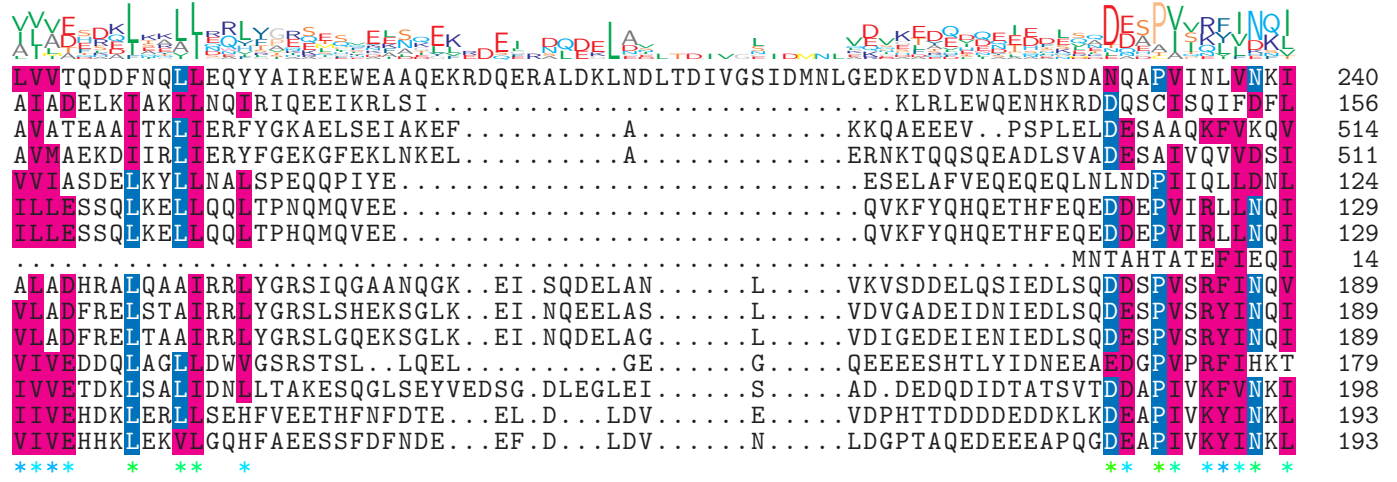 LVVTQDDFNQLLEQYYAIREEWEAAQEKRDQERALDKLNDLTDIVGSIDMNLGEDKEDVDNALDSNDANQAPVINLVNKI 240
AIADELKIAKILNQIRIQEEIKRLSI.............................KLRLEWQENHKRDDQSCISQIFDFL 156
AVATEAAITKLIERFYGKAELSEIAKEF..........A.............KKQAEEEV..PSPLELDESAAQKFVKQV 514
AVMAEKDIIRLIERYFGEKGFEKLNKEL..........A.............ERNKTQQSQEADLSVADESAIVQVVDSI 511
VVIASDELKYLLNALSPEQQPIYE.............................ESELAFVEQEQEQLNLNDPIIQLLDNL 124
ILLESSQLKELLQQLTPNQMQVEE.............................QVKFYQHQETHFEQEDDEPVIRLLNQI 129
ILLESSQLKELLQQLTPHQMQVEE.............................QVKFYQHQETHFEQEDDEPVIRLLNQI 129
..................................................................MNTAHTATEFIEQI 14
ALADHRALQAAIRRLYGRSIQGAANQGK..EI.SQDELAN......L.....VKVSDDELQSIEDLSQDDSPVSRFINQV 189
VLADFRELSTAIRRLYGRSLSHEKSGLK..EI.NQEELAS......L.....VDVGADEIDNIEDLSQDESPVSRYINQI 189
VLADFRELTAAIRRLYGRSLGQEKSGLK..EI.NQDELAG......L.....VDIGEDEIENIEDLSQDESPVSRYINQI 189
VIVEDDQLAGLLDWVGSRSTSL..LQEL..........GE......G.....QEEEESHTLYIDNEEAEDGPVPRFIHKT 179
IVVETDKLSALIDNLLTAKESQGLSEYVEDSG.DLEGLEI......S.....AD.DEDQDIDTATSVTDDAPIVKFVNKI 198
IIVEHDKLERLLSEHFVEETHFNFDTE...EL.D...LDV......E.....VDPHTTDDDDEDDKLKDEAPIVKYINKL 193
VIVEHHKLEKVLGQHFAEESSFDFNDE...EF.D...LDV......N.....LDGPTAQEDEEEAPQGDEAPIVKYINKL 193
**** * ** * ** ** **** *